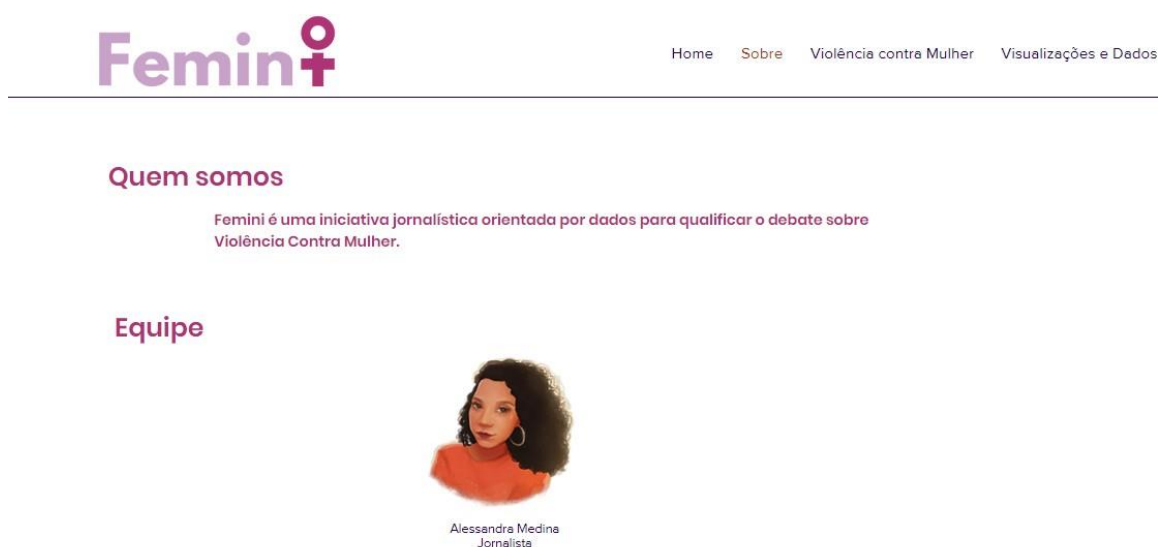 Femini
Home Sobre Violência contra Mulher Visualizações e Dados
Quem somos
Femini é uma iniciativa jornalística orientada por dados para qualificar o debate sobre
Violência Contra Mulher.
Equipe
Alessandra Medina
Jornalista